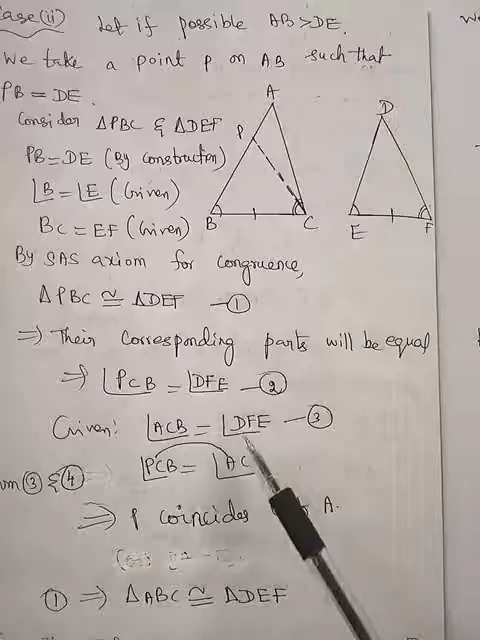 Case (ii) Let if possible AB > DE.
We take a point P on AB such that
PB = DE.
Consider ΔPBC & ΔDEF
PB = DE (By construction)
∠B = ∠E (Given)
BC = EF (Given)
A
P
B
C
D
E
F
By SAS axiom for congruence,
ΔPBC ≅ ΔDEF — ①
⇒ Their corresponding parts will be equal
⇒ ∠PCB = ∠DFE — ②
Given: ∠ACB = ∠DFE — ③
∠PCB = ∠AC
③ & ④
⇒ P coincides A.
① ⇒ ΔABC ≅ ΔDEF